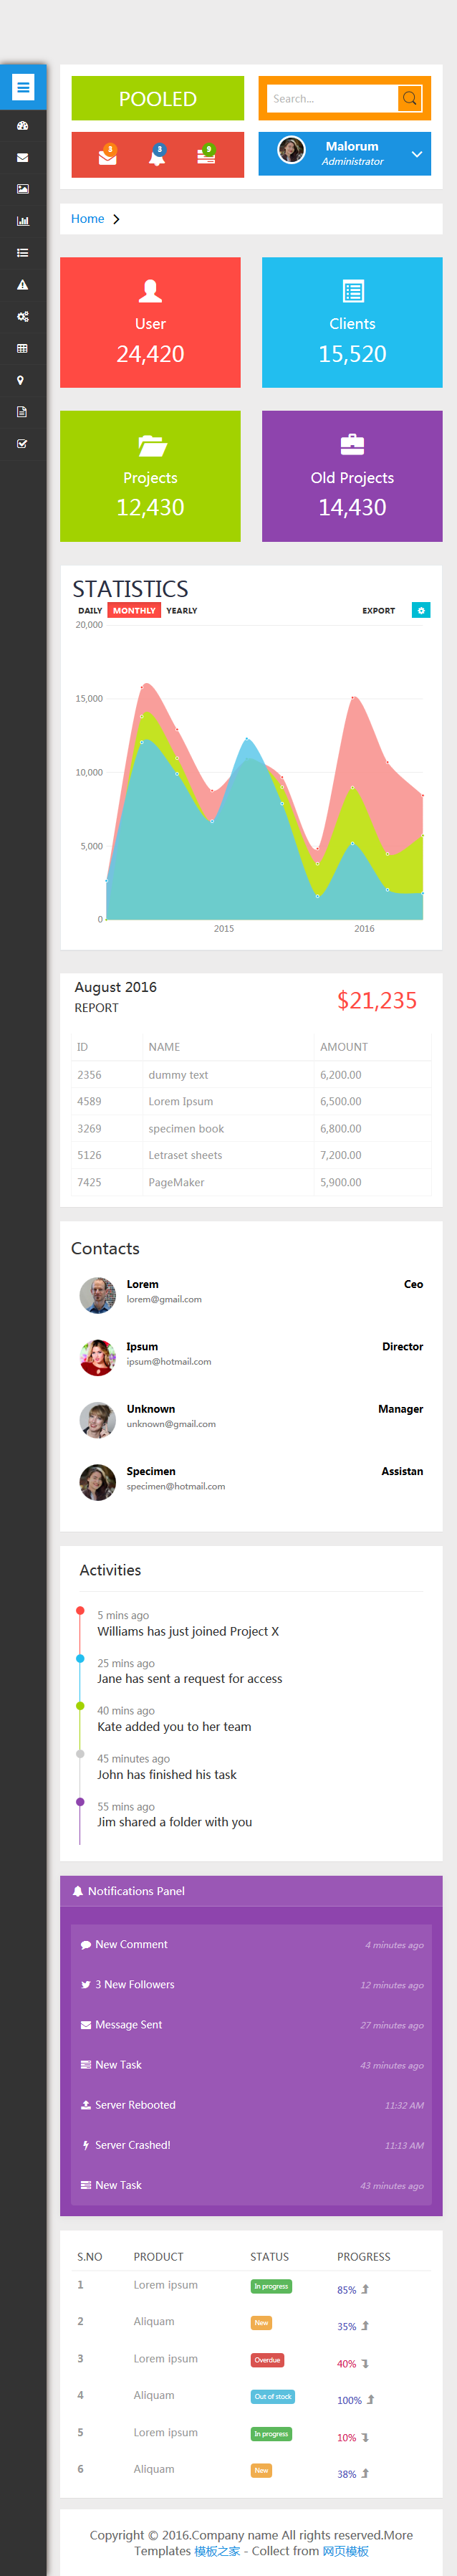 POOLED
Search...
3 3 9
Malorum
Administrator
Home
User
24,420
Clients
15,520
Projects
12,430
Old Projects
14,430
STATISTICS
DAILY MONTHLY YEARLY EXPORT
20,000
15,000
10,000
5,000
0
2015 2016
August 2016
REPORT
$21,235
ID NAME AMOUNT
2356 dummy text 6,200.00
4589 Lorem Ipsum 6,500.00
3269 specimen book 6,800.00
5126 Letraset sheets 7,200.00
7425 PageMaker 5,900.00
Contacts
Lorem Ceo
lorem@gmail.com
Ipsum Director
ipsum@hotmail.com
Unknown Manager
unknown@gmail.com
Specimen Assistan
specimen@hotmail.com
Activities
5 mins ago
Williams has just joined Project X
25 mins ago
Jane has sent a request for access
40 mins ago
Kate added you to her team
45 minutes ago
John has finished his task
55 mins ago
Jim shared a folder with you
Notifications Panel
New Comment 4 minutes ago
3 New Followers 12 minutes ago
Message Sent 27 minutes ago
New Task 43 minutes ago
Server Rebooted 11:32 AM
Server Crashed! 11:13 AM
New Task 43 minutes ago
S.NO PRODUCT STATUS PROGRESS
1 Lorem ipsum In progress 85%
2 Aliquam New 35%
3 Lorem ipsum Overdue 40%
4 Aliquam Out of stock 100%
5 Lorem ipsum In progress 10%
6 Aliquam New 38%
Copyright © 2016.Company name All rights reserved.More
Templates 模板之家 - Collect from 网页模板